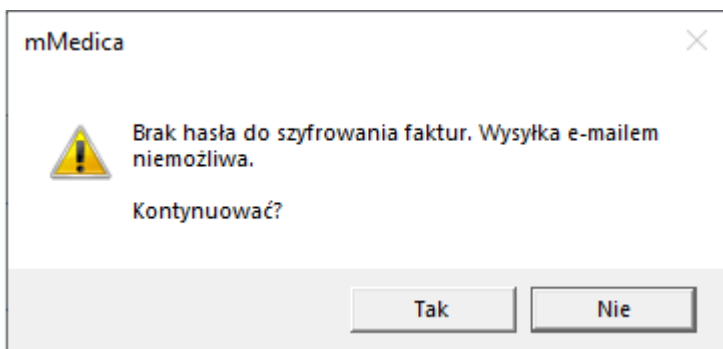 mMedica
Brak hasła do szyfrowania faktur. Wysyłka e-mailem
niemożliwa.
Kontynuować?
Tak
Nie